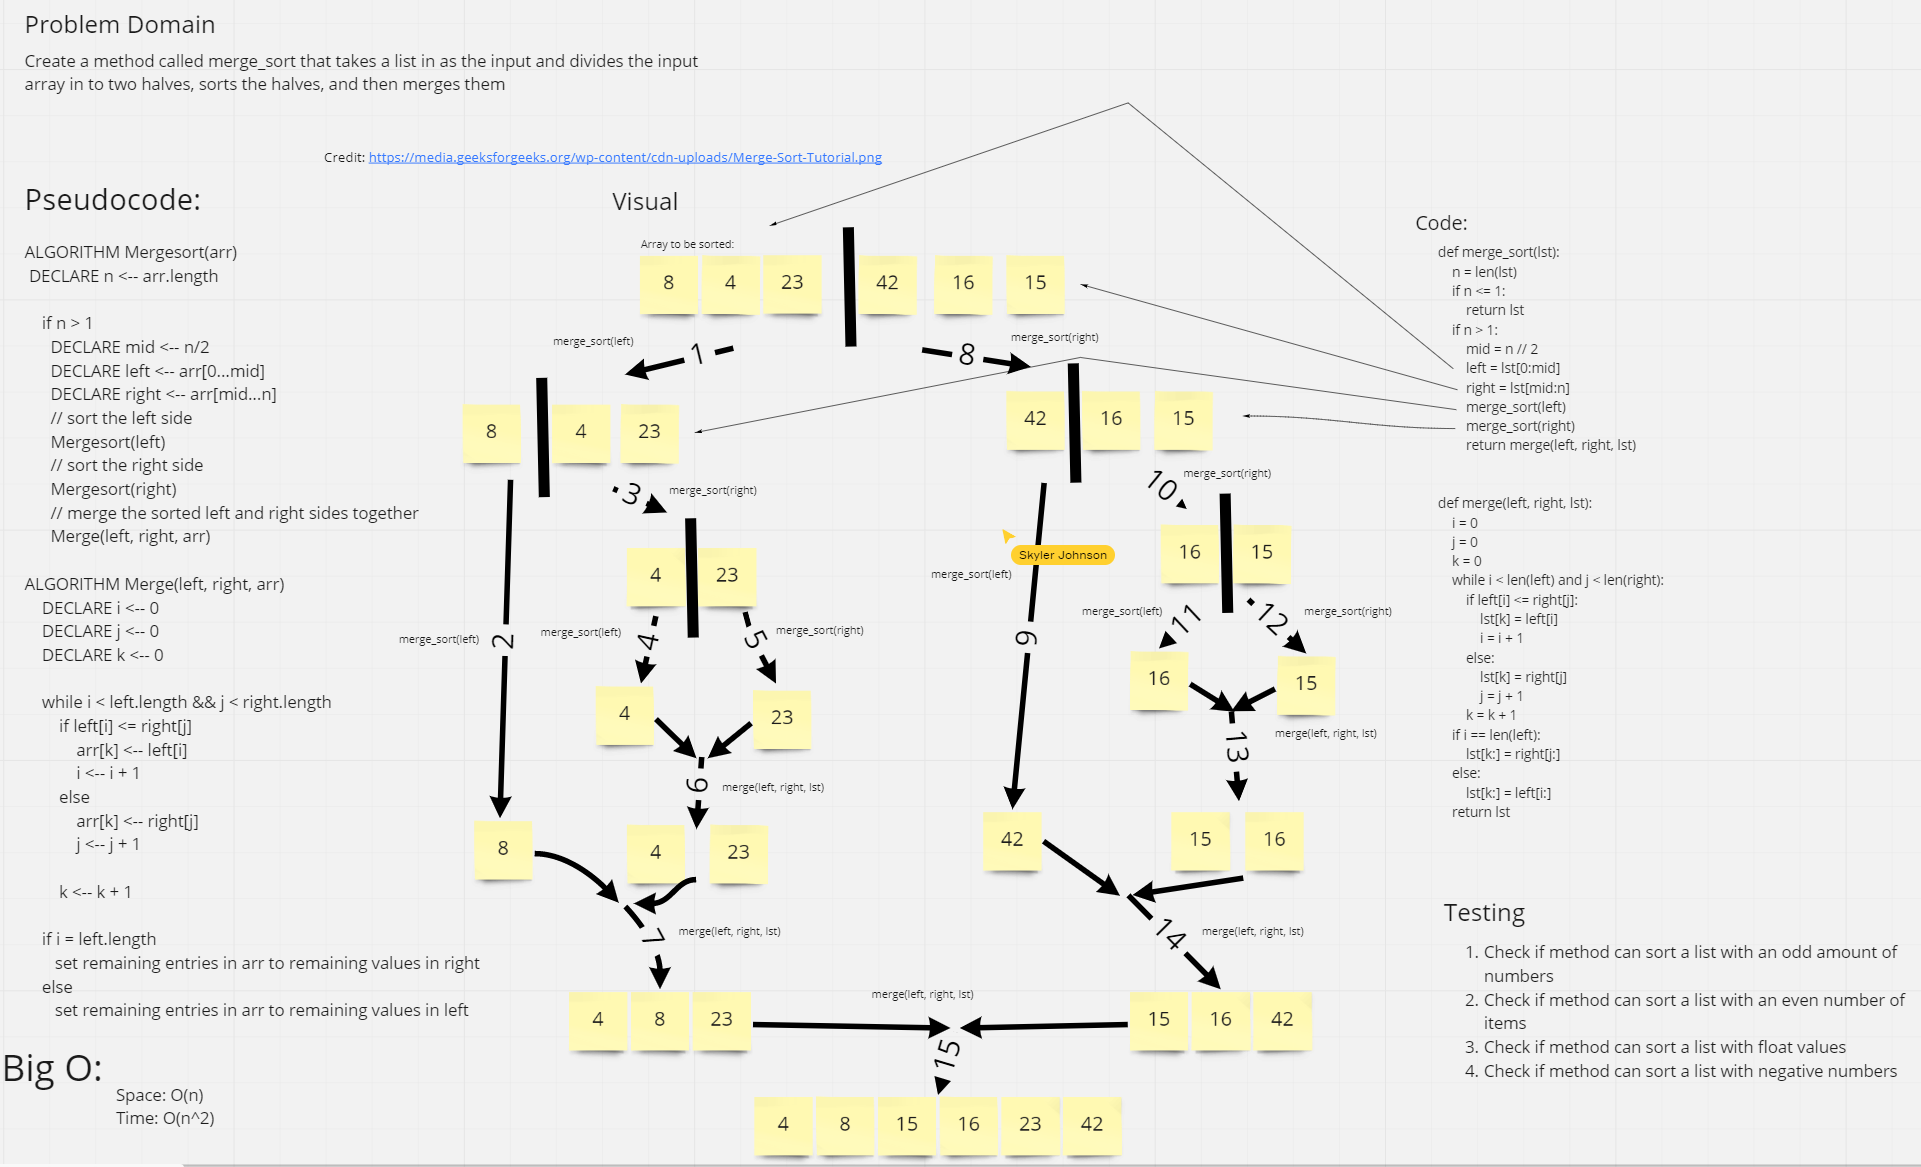 Problem Domain
Create a method called merge_sort that takes a list in as the input and divides the input
array in to two halves, sorts the halves, and then merges them
Credit: https://media.geeksforgeeks.org/wp-content/cdn-uploads/Merge-Sort-Tutorial.png
Pseudocode:
ALGORITHM Mergesort(arr)
DECLARE n <-- arr.length
if n > 1
DECLARE mid <-- n/2
DECLARE left <-- arr[0...mid]
DECLARE right <-- arr[mid...n]
// sort the left side
Mergesort(left)
// sort the right side
Mergesort(right)
// merge the sorted left and right sides together
Merge(left, right, arr)
ALGORITHM Merge(left, right, arr)
DECLARE i <-- 0
DECLARE j <-- 0
DECLARE k <-- 0
while i < left.length && j < right.length
if left[i] <= right[j]
arr[k] <-- left[i]
i <-- i + 1
else
arr[k] <-- right[j]
j <-- j + 1
k <-- k + 1
if i = left.length
set remaining entries in arr to remaining values in right
else
set remaining entries in arr to remaining values in left
Big O:
Space: O(n)
Time: O(n^2)
Visual
Array to be sorted:
8 4 23 42 16 15
merge_sort(left)
1
8
merge_sort(right)
8 4 23
42 16 15
3
merge_sort(right)
10
merge_sort(right)
4 23
16 15
Skyler Johnson
merge_sort(left)
2
merge_sort(left)
4
5
merge_sort(right)
merge_sort(left)
9
merge_sort(left)
11
12
merge_sort(right)
4 23
16 15
6
merge(left, right, lst)
13
merge(left, right, lst)
8 4 23
42 15 16
7
merge(left, right, lst)
14
merge(left, right, lst)
4 8 23
merge(left, right, lst)
15 16 42
15
4 8 15 16 23 42
Code:
def merge_sort(lst):
n = len(lst)
if n <= 1:
return lst
if n > 1:
mid = n // 2
left = lst[0:mid]
right = lst[mid:n]
merge_sort(left)
merge_sort(right)
return merge(left, right, lst)
def merge(left, right, lst):
i = 0
j = 0
k = 0
while i < len(left) and j < len(right):
if left[i] <= right[j]:
lst[k] = left[i]
i = i + 1
else:
lst[k] = right[j]
j = j + 1
k = k + 1
if i == len(left):
lst[k:] = right[j:]
else:
lst[k:] = left[i:]
return lst
Testing
1. Check if method can sort a list with an odd amount of
numbers
2. Check if method can sort a list with an even number of
items
3. Check if method can sort a list with float values
4. Check if method can sort a list with negative numbers